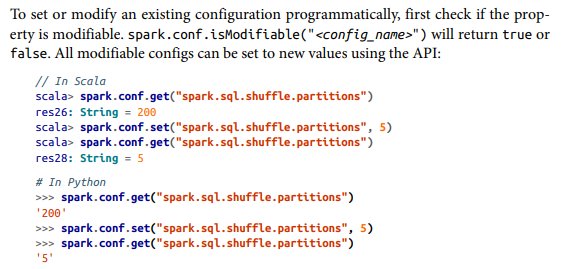 To set or modify an existing configuration programmatically, first check if the prop-
erty is modifiable. spark.conf.isModifiable("<config_name>") will return true or
false. All modifiable configs can be set to new values using the API:
// In Scala
scala> spark.conf.get("spark.sql.shuffle.partitions")
res26: String = 200
scala> spark.conf.set("spark.sql.shuffle.partitions", 5)
scala> spark.conf.get("spark.sql.shuffle.partitions")
res28: String = 5
# In Python
>>> spark.conf.get("spark.sql.shuffle.partitions")
'200'
>>> spark.conf.set("spark.sql.shuffle.partitions", 5)
>>> spark.conf.get("spark.sql.shuffle.partitions")
'5'